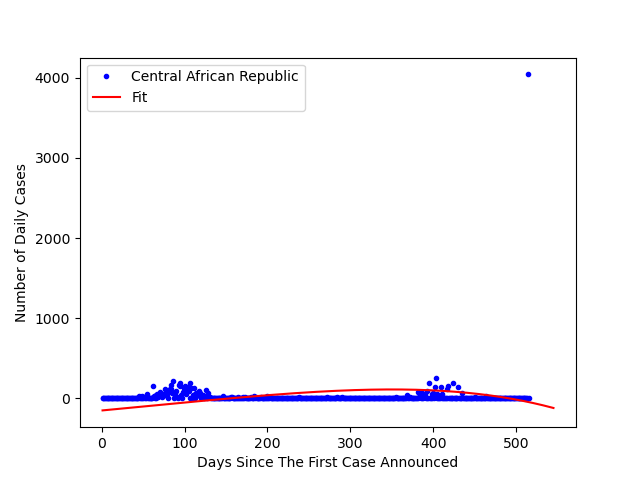 Central African Republic
Fit
4000
3000
2000
1000
0
Number of Daily Cases
0 100 200 300 400 500
Days Since The First Case Announced